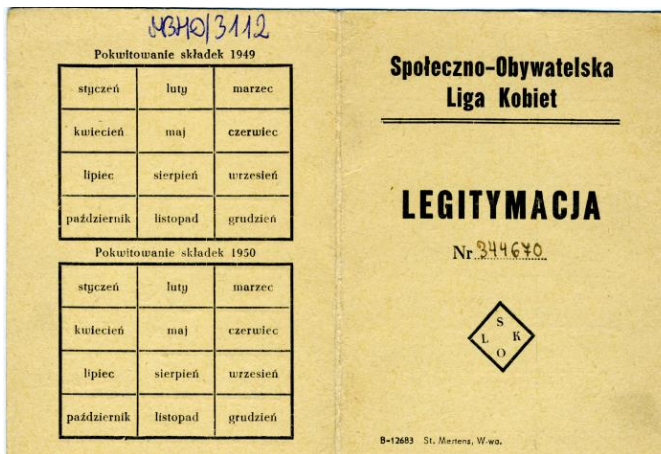 MBHO/3112
Pokwitowanie składek 1949
styczeń luty marzec
kwiecień maj czerwiec
lipiec sierpień wrzesień
październik listopad grudzień
Pokwitowanie składek 1950
styczeń luty marzec
kwiecień maj czerwiec
lipiec sierpień wrzesień
październik listopad grudzień
Społeczno-Obywatelska
Liga Kobiet
LEGITYMACJA
Nr 344670
S
L K
O
B-12683 St. Mertens, W-wa.